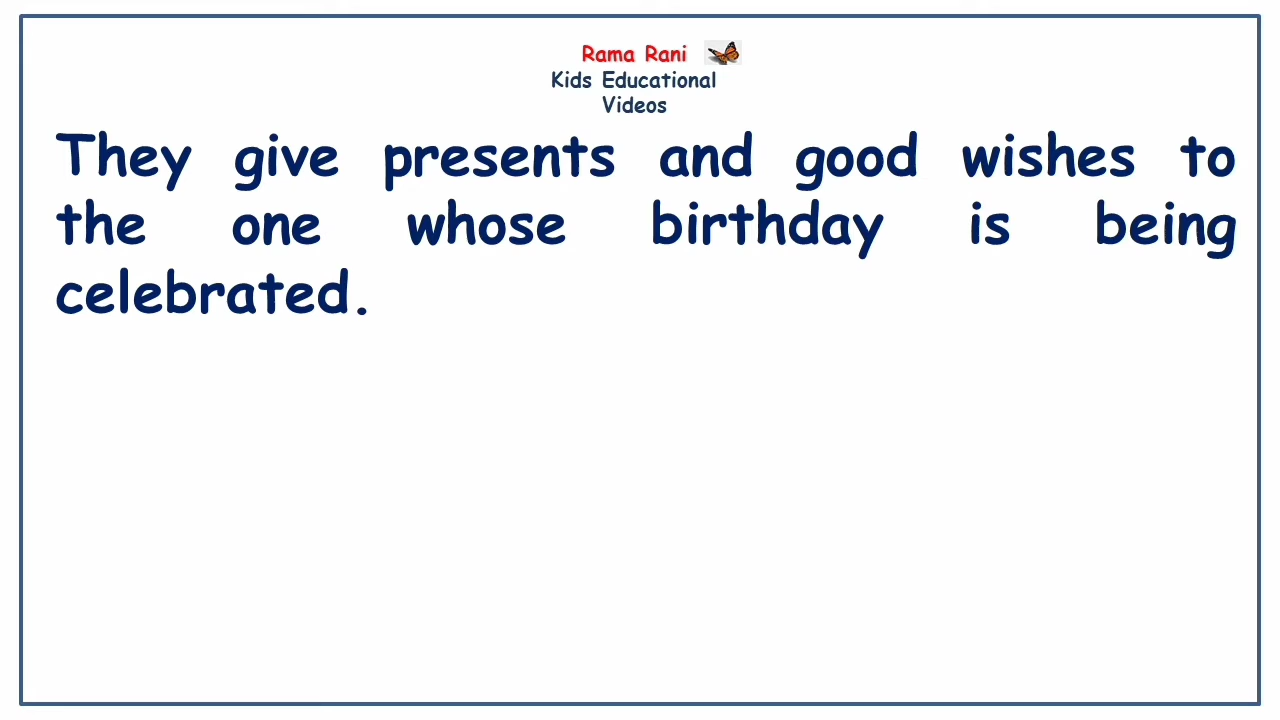 Rama Rani
Kids Educational
Videos
They give presents and good wishes to
the one whose birthday is being
celebrated.